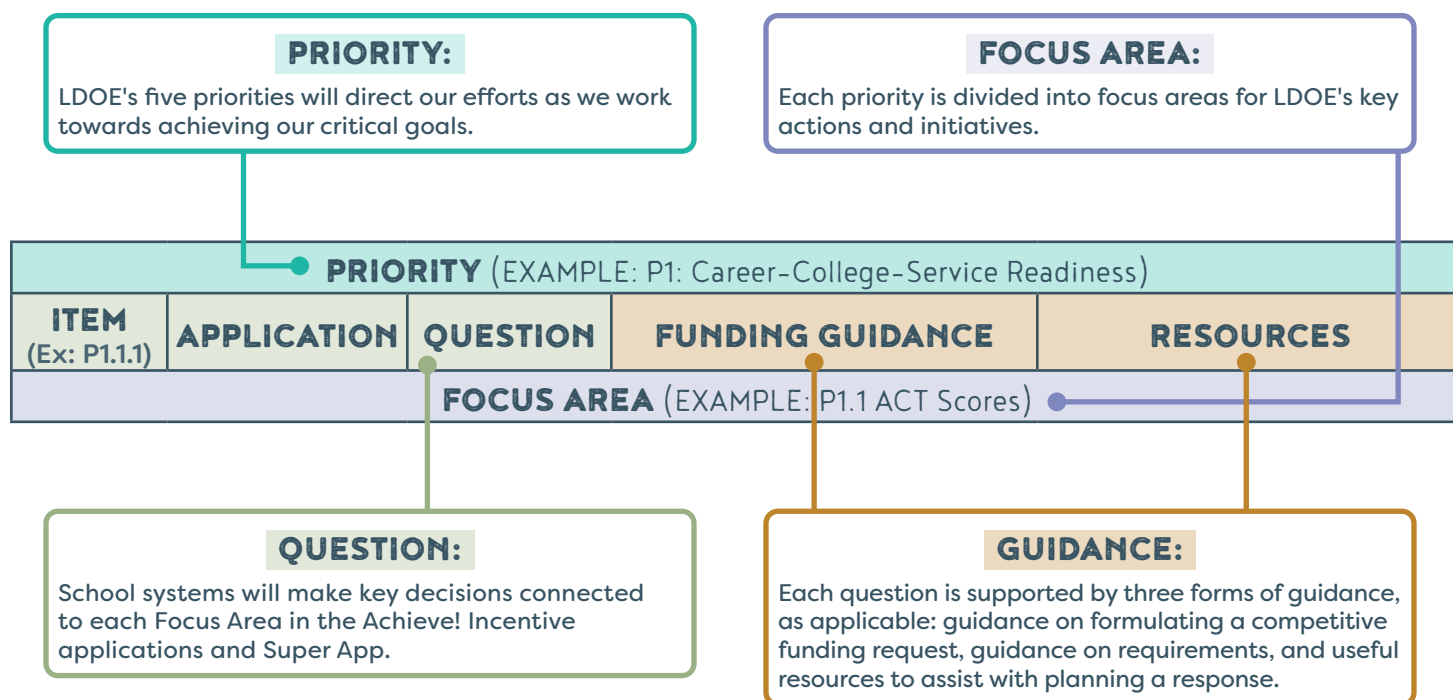 PRIORITY:
LDOE's five priorities will direct our efforts as we work
towards achieving our critical goals.
FOCUS AREA:
Each priority is divided into focus areas for LDOE's key
actions and initiatives.
PRIORITY (EXAMPLE: P1: Career-College-Service Readiness)
ITEM
(Ex: P1.1.1)
APPLICATION
QUESTION
FUNDING GUIDANCE
RESOURCES
FOCUS AREA (EXAMPLE: P1.1 ACT Scores)
QUESTION:
School systems will make key decisions connected
to each Focus Area in the Achieve! Incentive
applications and Super App.
GUIDANCE:
Each question is supported by three forms of guidance,
as applicable: guidance on formulating a competitive
funding request, guidance on requirements, and useful
resources to assist with planning a response.